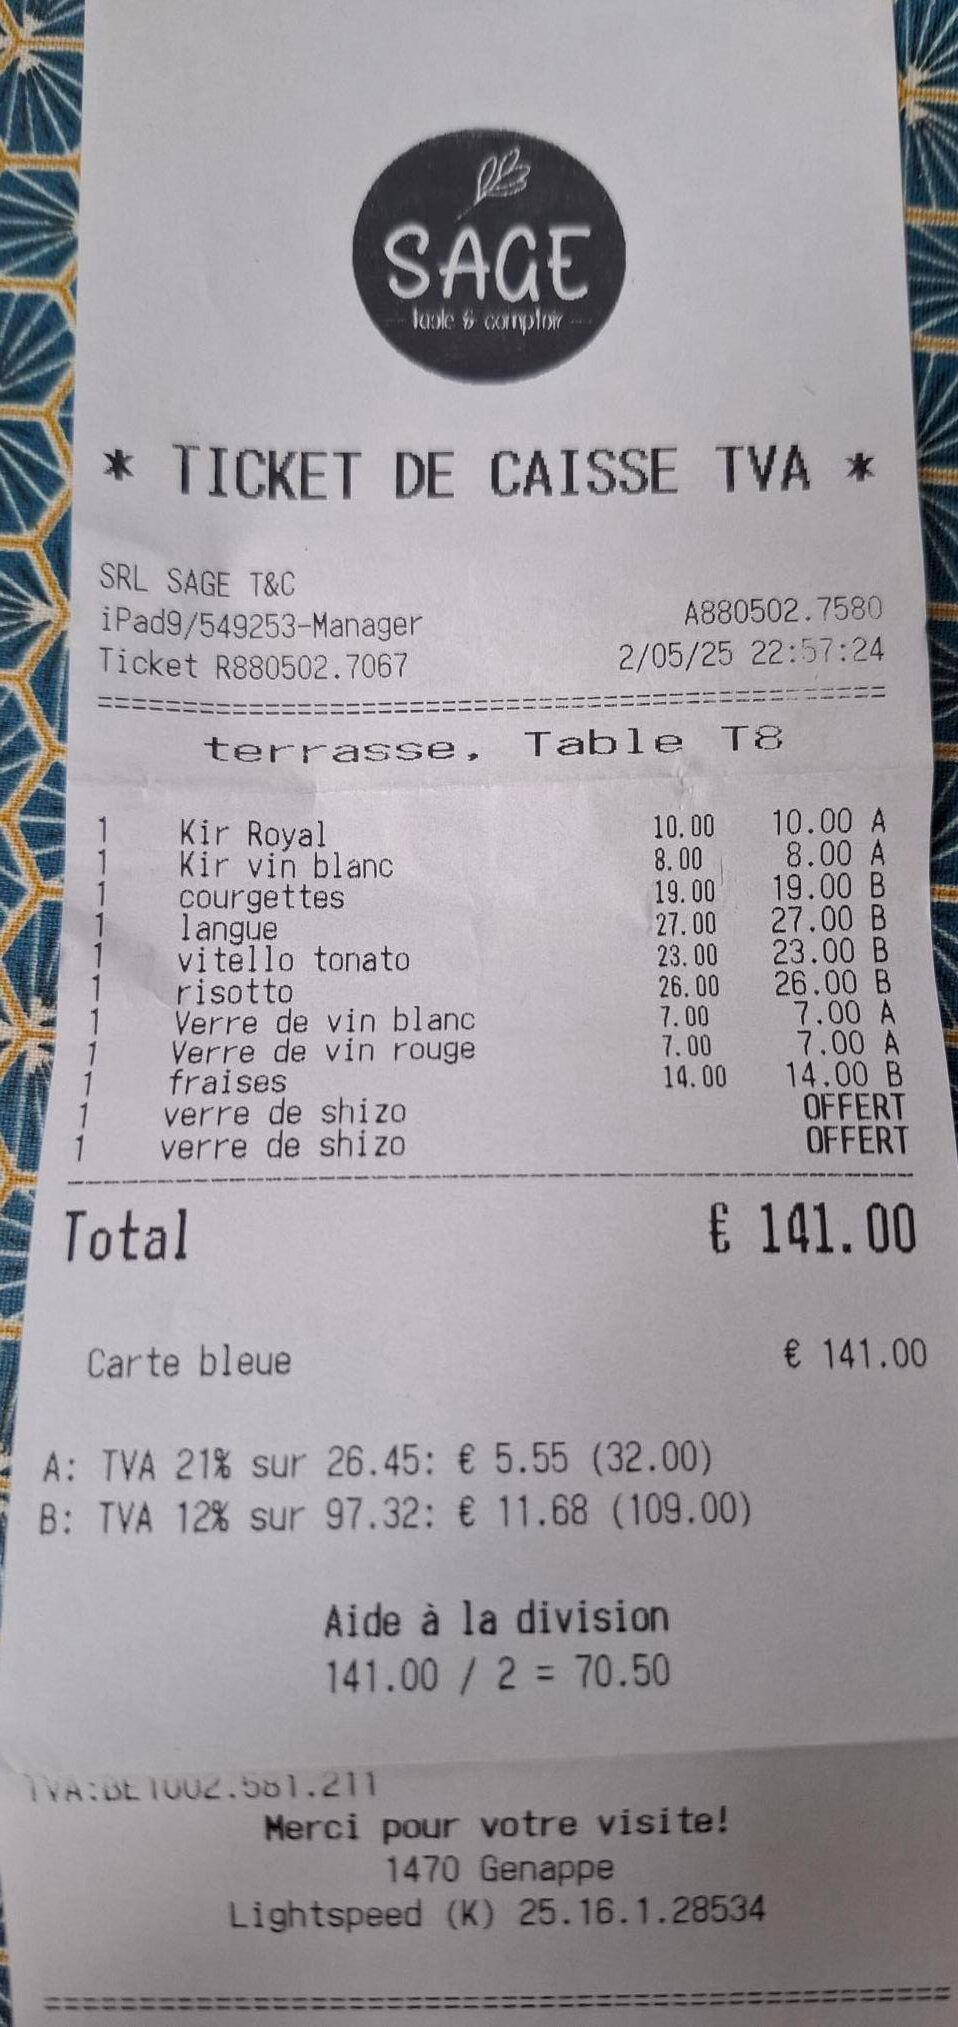 SAGE
table & comptoir
* TICKET DE CAISSE TVA *
SRL SAGE T&C
iPad9/549253-Manager A880502.7580
Ticket R880502.7067 2/05/25 22:57:24
================================================
terrasse, Table T8
1 Kir Royal 10.00 10.00 A
1 Kir vin blanc 8.00 8.00 A
1 courgettes 19.00 19.00 B
1 langue 27.00 27.00 B
1 vitello tonato 23.00 23.00 B
1 risotto 26.00 26.00 B
1 Verre de vin blanc 7.00 7.00 A
1 Verre de vin rouge 7.00 7.00 A
1 fraises 14.00 14.00 B
1 verre de shizo OFFERT
1 verre de shizo OFFERT
Total € 141.00
Carte bleue € 141.00
A: TVA 21% sur 26.45: € 5.55 (32.00)
B: TVA 12% sur 97.32: € 11.68 (109.00)
Aide à la division
141.00 / 2 = 70.50
TVA:BE1002.581.211
Merci pour votre visite!
1470 Genappe
Lightspeed (K) 25.16.1.28534
================================================